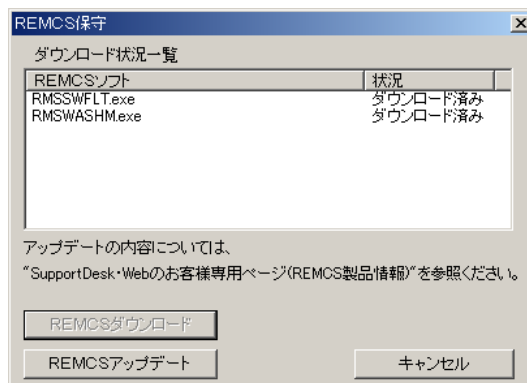 REMCS保守
ダウンロード状況一覧
REMCSソフト 状況
RMSSWFLT.exe ダウンロード済み
RMSWASHM.exe ダウンロード済み
アップデートの内容については、
"SupportDesk・Webのお客様専用ページ(REMCS製品情報)"を参照ください。
REMCSダウンロード
REMCSアップデート キャンセル